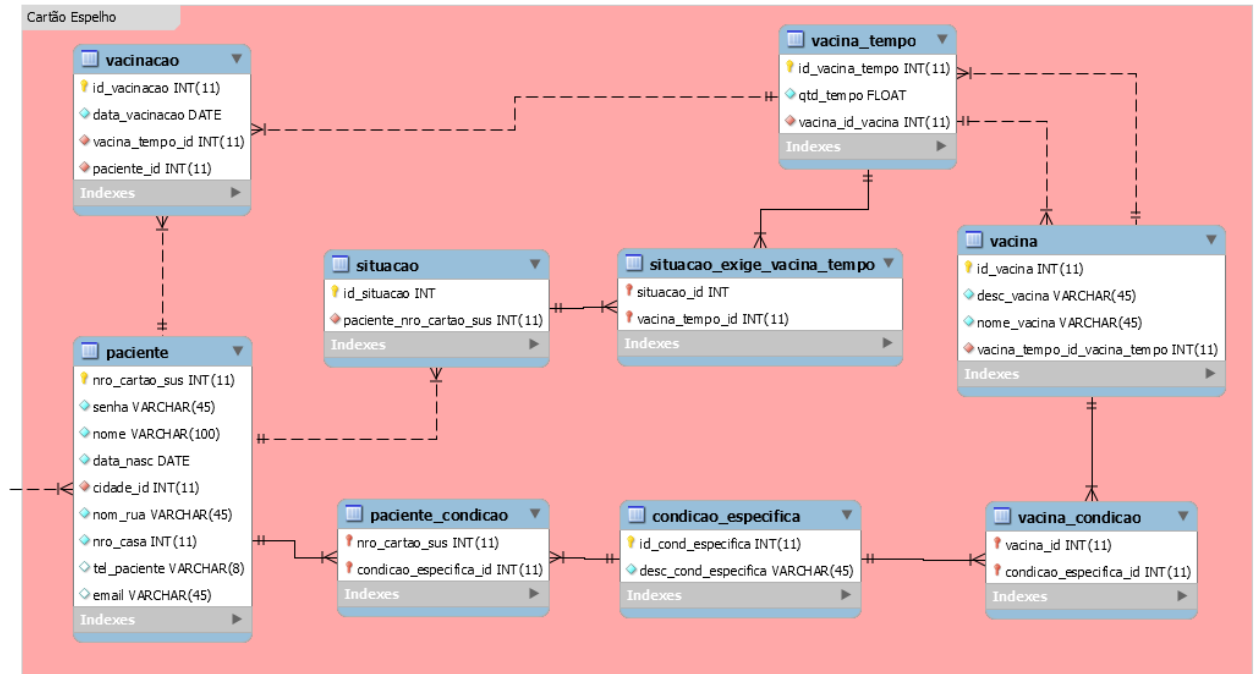 Cartão Espelho
vacinacao
id_vacinacao INT(11)
data_vacinacao DATE
vacina_tempo_id INT(11)
paciente_id INT(11)
Indexes
vacina_tempo
id_vacina_tempo INT(11)
qtd_tempo FLOAT
vacina_id_vacina INT(11)
Indexes
situacao
id_situacao INT
paciente_nro_cartao_sus INT(11)
Indexes
situacao_exige_vacina_tempo
situacao_id INT
vacina_tempo_id INT(11)
Indexes
vacina
id_vacina INT(11)
desc_vacina VARCHAR(45)
nome_vacina VARCHAR(45)
vacina_tempo_id_vacina_tempo INT(11)
Indexes
paciente
nro_cartao_sus INT(11)
senha VARCHAR(45)
nome VARCHAR(100)
data_nasc DATE
cidade_id INT(11)
nom_rua VARCHAR(45)
nro_casa INT(11)
tel_paciente VARCHAR(8)
email VARCHAR(45)
Indexes
paciente_condicao
nro_cartao_sus INT(11)
condicao_especifica_id INT(11)
Indexes
condicao_especifica
id_cond_especifica INT(11)
desc_cond_especifica VARCHAR(45)
Indexes
vacina_condicao
vacina_id INT(11)
condicao_especifica_id INT(11)
Indexes